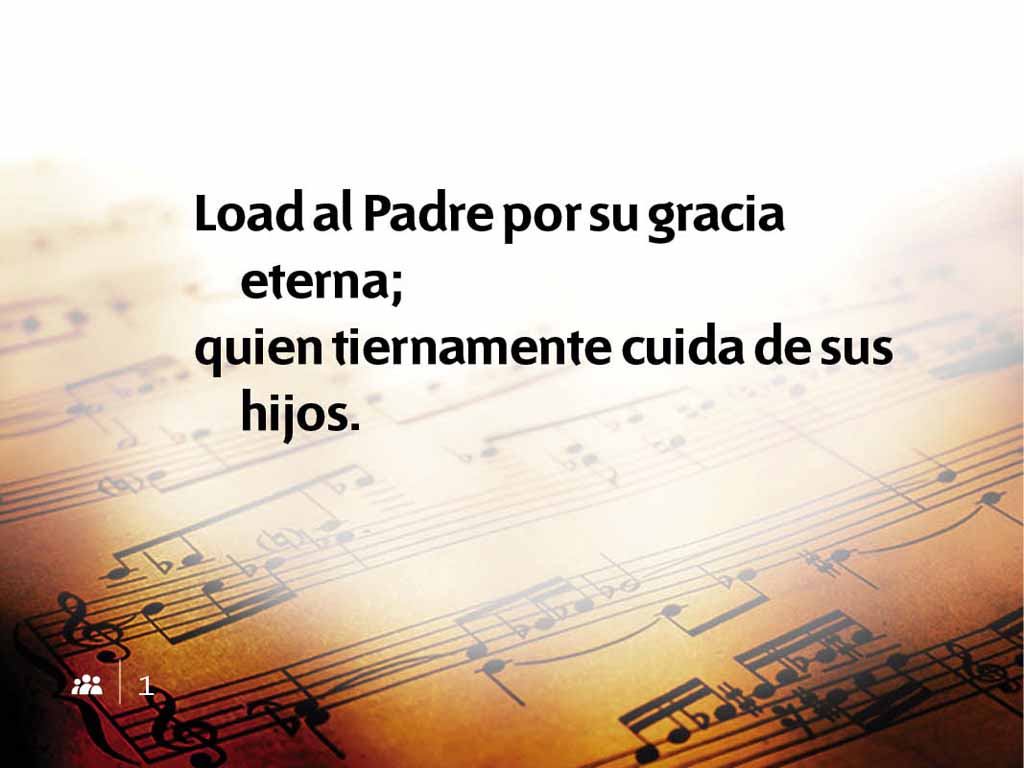 Load al Padre por su gracia
eterna;
quien tiernamente cuida de sus
hijos.
1